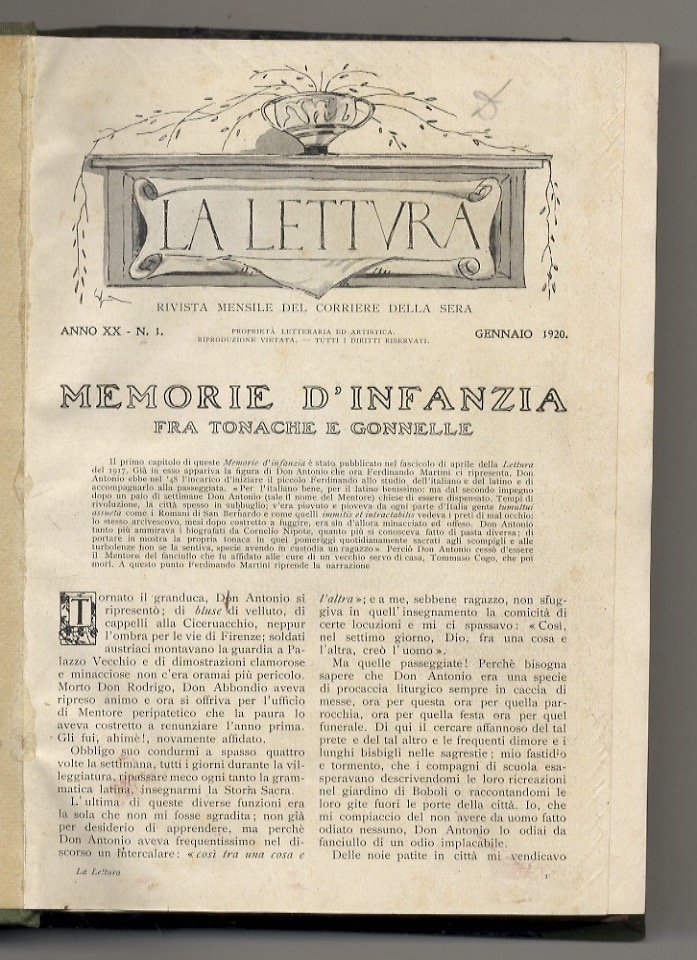 LA LETTVRA
RIVISTA MENSILE DEL CORRIERE DELLA SERA
ANNO XX - N. 1.
PROPRIETÀ LETTERARIA ED ARTISTICA.
RIPRODUZIONE VIETATA. — TUTTI I DIRITTI RISERVATI.
GENNAIO 1920.
MEMORIE D'INFANZIA
FRA TONACHE E GONNELLE
Il primo capitolo di queste Memorie d'infanzia è stato pubblicato nel fascicolo di aprile della Lettura
del 1917. Già in esso appariva la figura di Don Antonio che ora Ferdinando Martini ci ripresenta. Don
Antonio ebbe nel '48 l'incarico d'iniziare il piccolo Ferdinando allo studio dell'italiano e del latino e di
accompagnarlo alla passeggiata. « Per l'italiano bene, per il latino benissimo; ma dal secondo impegno
dopo un paio di settimane Don Antonio (tale il nome del Mentore) chiese di essere dispensato. Tempi di
rivoluzione, la città spesso in subbuglio; v'era piovuto e pioveva da ogni parte d'Italia gente tumultui
assueta come i Romani di San Bernardo e come quelli immitis et intractabilis vedeva i preti di mal occhio;
lo stesso arcivescovo, mesi dopo costretto a fuggire, era sin d'allora minacciato ed offeso. Don Antonio
tanto più ammirava i biografati da Cornelio Nipote, quanto più si conosceva fatto di pasta diversa; di
portare in mostra la propria tonaca in quei pomeriggi quotidianamente sacrati agli scompigli e alle
turbolenze non se la sentiva, specie avendo in custodia un ragazzo ». Perciò Don Antonio cessò d'essere
il Mentore del fanciullo che fu affidato alle cure di un vecchio servo di casa, Tommaso Cogo, che poi
morì. A questo punto Ferdinando Martini riprende la narrazione
Tornato il granduca, Don Antonio si
ripresentò; di bluse di velluto, di
cappelli alla Ciceruacchio, neppur
l'ombra per le vie di Firenze; soldati
austriaci montavano la guardia a Pa-
lazzo Vecchio e di dimostrazioni clamorose
e minacciose non c'era oramai più pericolo.
Morto Don Rodrigo, Don Abbondio aveva
ripreso animo e ora si offriva per l'ufficio
di Mentore peripatetico che la paura lo
aveva costretto a renunziare l'anno prima.
Gli fui, ahimè!, novamente affidato.
Obbligo suo condurmi a spasso quattro
volte la settimana, tutti i giorni durante la vil-
leggiatura, ripassare meco ogni tanto la gram-
matica latina, insegnarmi la Storia Sacra.
L'ultima di queste diverse funzioni era
la sola che non mi fosse sgradita; non già
per desiderio di apprendere, ma perchè
Don Antonio aveva frequentissimo nel di-
scorso un intercalare: « così tra una cosa e
La Lettura
l'altra »; e a me, sebbene ragazzo, non sfug-
giva in quell'insegnamento la comicità di
certe locuzioni e mi ci spassavo: « Così,
nel settimo giorno, Dio, fra una cosa e
l'altra, creò l'uomo ».
Ma quelle passeggiate! Perchè bisogna
sapere che Don Antonio era una specie
di procaccia liturgico sempre in caccia di
messe, ora per questa ora per quella par-
rocchia, ora per quella festa ora per quel
funerale. Di qui il cercare affannoso del tal
prete e del tal altro e le frequenti dimore e i
lunghi bisbigli nelle sagrestie; mio fastidio
e tormento, che i compagni di scuola esa-
speravano descrivendomi le loro ricreazioni
nel giardino di Boboli o raccontandomi le
loro gite fuori le porte della città. Io, che
mi compiaccio del non avere da uomo fatto
odiato nessuno, Don Antonio lo odiai da
fanciullo di un odio implacabile.
Delle noie patite in città mi vendicavo